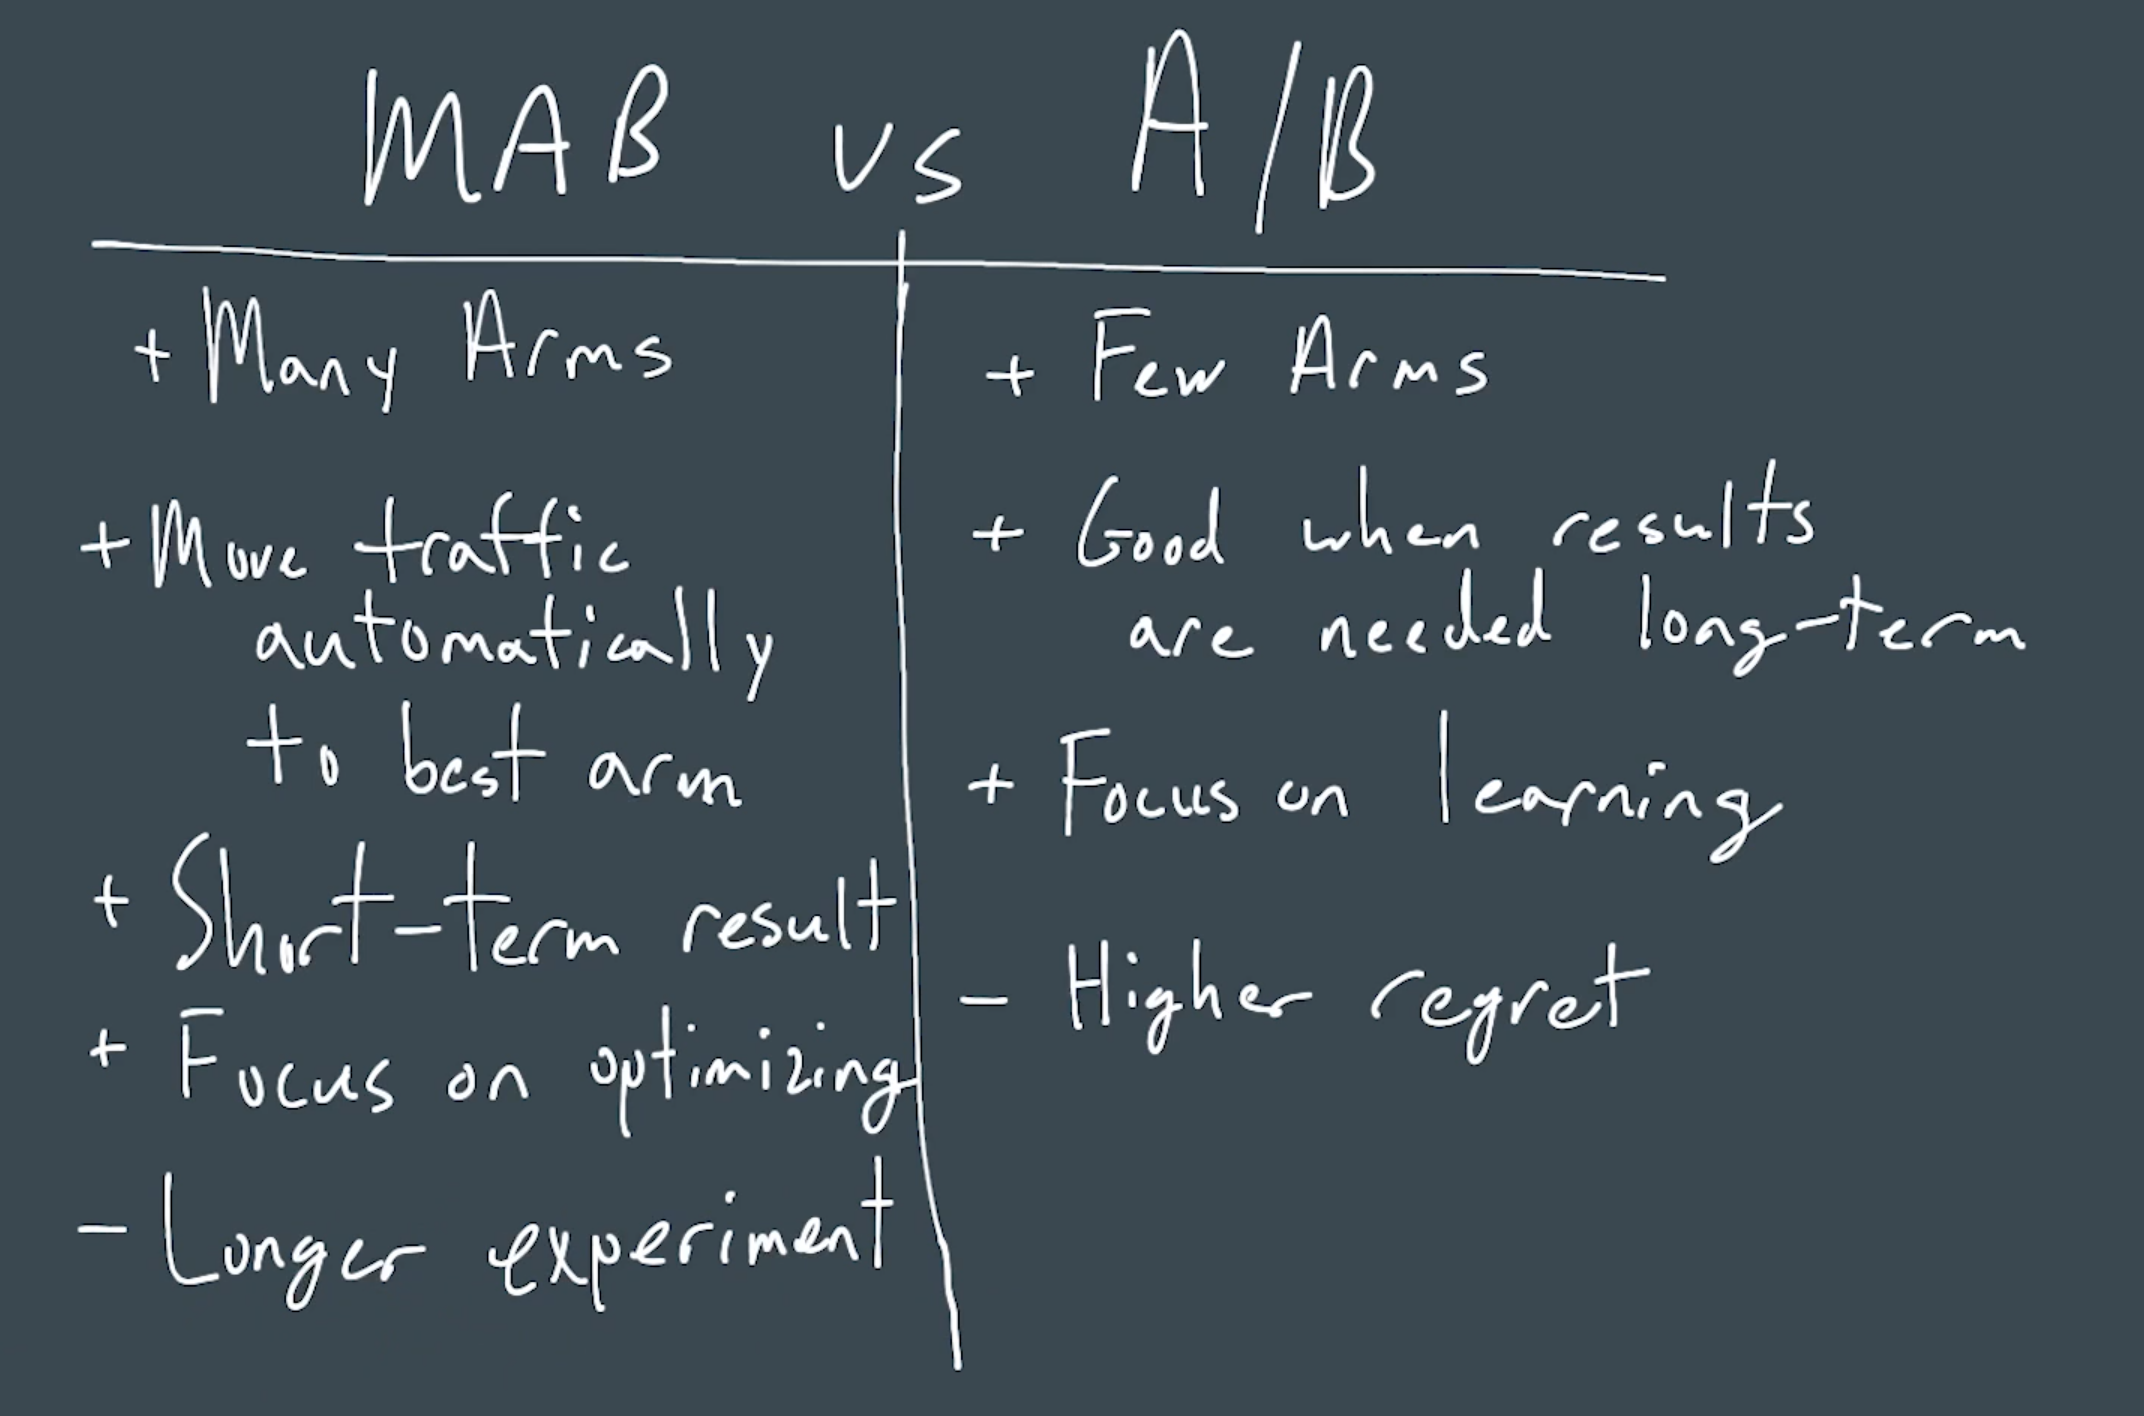 MAB vs A/B
+ Many Arms
+ Move traffic
automatically
to best arm
+ Short-term result
+ Focus on optimizing
- Longer experiment
+ Few Arms
+ Good when results
are needed long-term
+ Focus on learning
- Higher regret